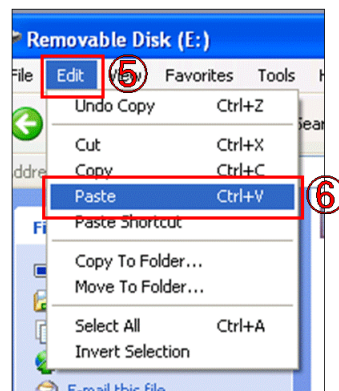 Removable Disk (E:)
File Edit View Favorites Tools
⑤
Undo Copy Ctrl+Z
Cut Ctrl+X
Copy Ctrl+C
Paste Ctrl+V
⑥
Paste Shortcut
Copy To Folder...
Move To Folder...
Select All Ctrl+A
Invert Selection
E-mail this file